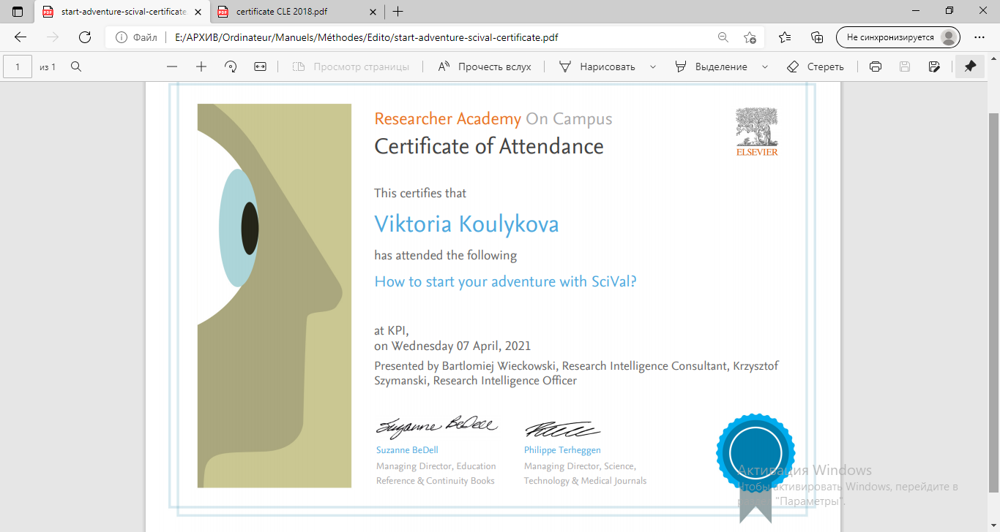 start-adventure-scival-certificate.
certificate CLE 2018.pdf
Файл
E:/АРХИВ/Ordinateur/Manuels/Méthodes/Edito/start-adventure-scival-certificate.pdf
Не синхронизируется
1
из 1
Просмотр страницы
Прочесть вслух
Нарисовать
Выделение
Стереть
Researcher Academy On Campus
Certificate of Attendance
ELSEVIER
This certifies that
Viktoria Koulykova
has attended the following
How to start your adventure with SciVal?
at KPI,
on Wednesday 07 April, 2021
Presented by Bartlomiej Wieckowski, Research Intelligence Consultant, Krzysztof
Szymanski, Research Intelligence Officer
Suzanne BeDell
Suzanne BeDell
Managing Director, Education
Reference & Continuity Books
Philippe Terheggen
Managing Director, Science,
Technology & Medical Journals
Активация Windows
Чтобы активировать Windows, перейдите в
"Параметры".